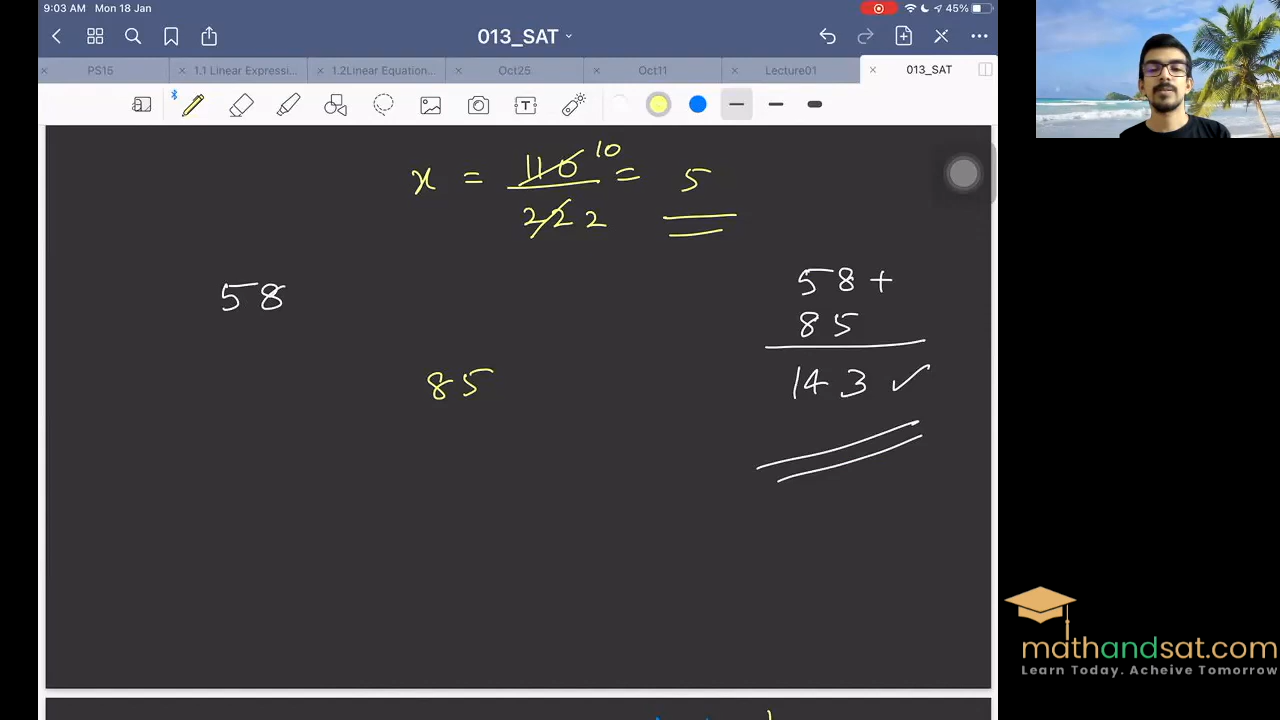 9:03 AM Mon 18 Jan
45%
013_SAT
PS15
1.1 Linear Expressi...
1.2Linear Equation...
Oct25
Oct11
Lecture01
013_SAT
T
x = 110 10 = 5
22 2
58
58 +
85
85
143 ✓
mathandsat.com
Learn Today. Acheive Tomorrow